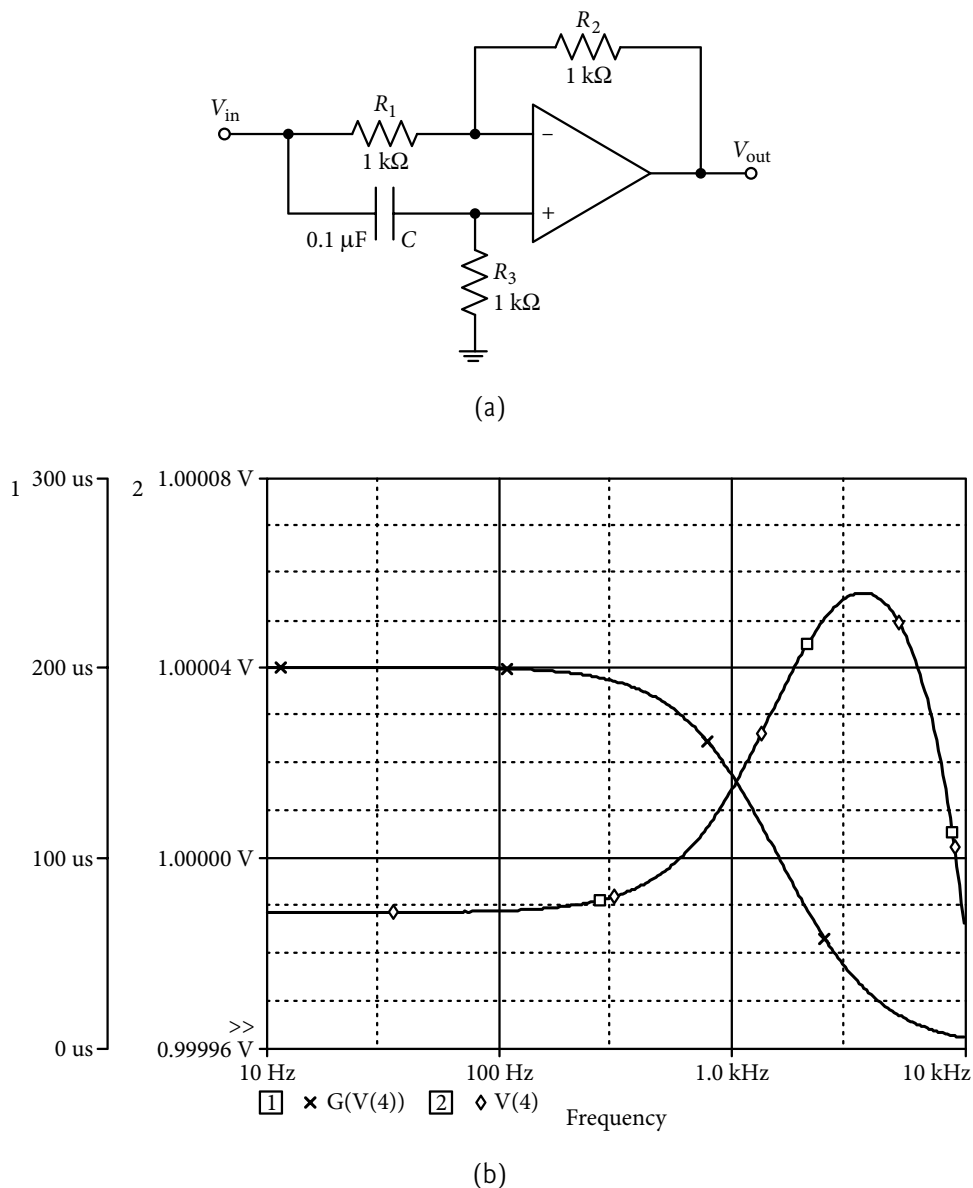 R2
1 kΩ
Vin
R1
1 kΩ
−
+
Vout
0.1 μF C
R3
1 kΩ
(a)
1 300 us 2 1.00008 V
200 us 1.00004 V
100 us 1.00000 V
>>
0 us 0.99996 V
10 Hz 100 Hz 1.0 kHz 10 kHz
1 G(V(4)) 2 V(4)
Frequency
(b)